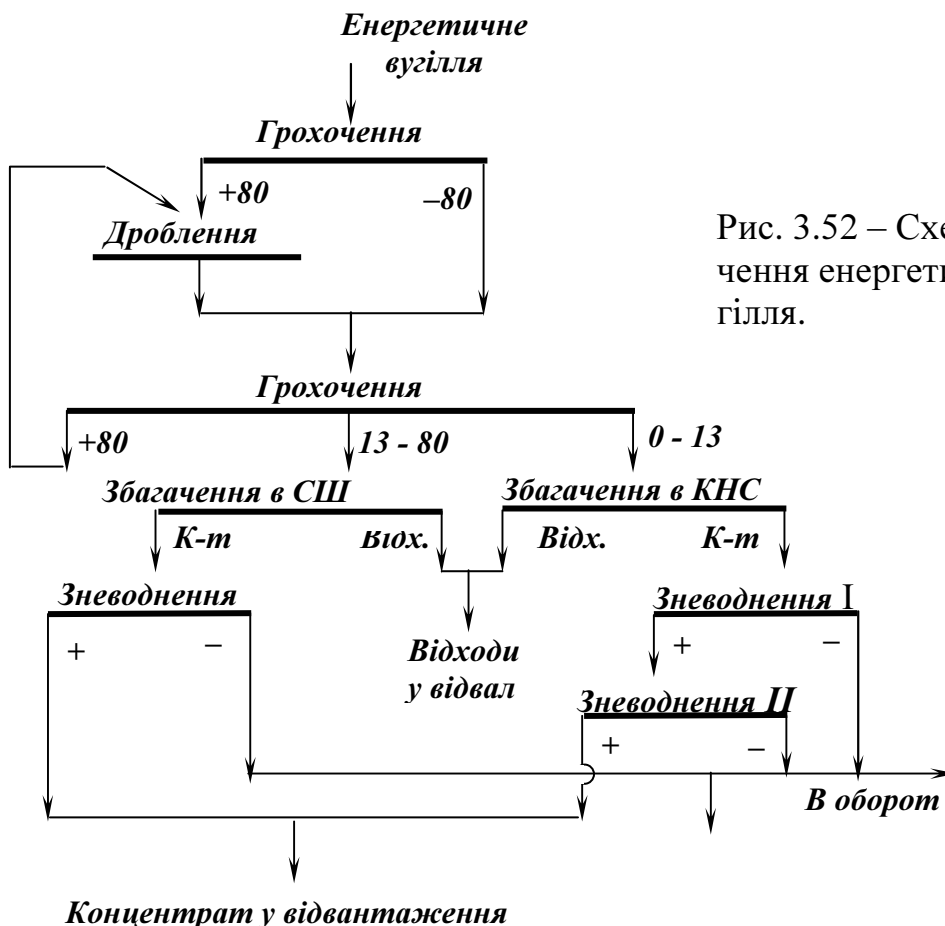 Енергетичне
вугілля
Грохочення
+80
–80
Дроблення
Рис. 3.52 – Схе
чення енергети
гілля.
Грохочення
+80
13 - 80
0 - 13
Збагачення в СШ
Збагачення в КНС
К-т
Відх.
Відх.
К-т
Зневоднення
Зневоднення I
+
–
+
–
Відходи
у відвал
Зневоднення II
+
–
В оборот
Концентрат у відвантаження